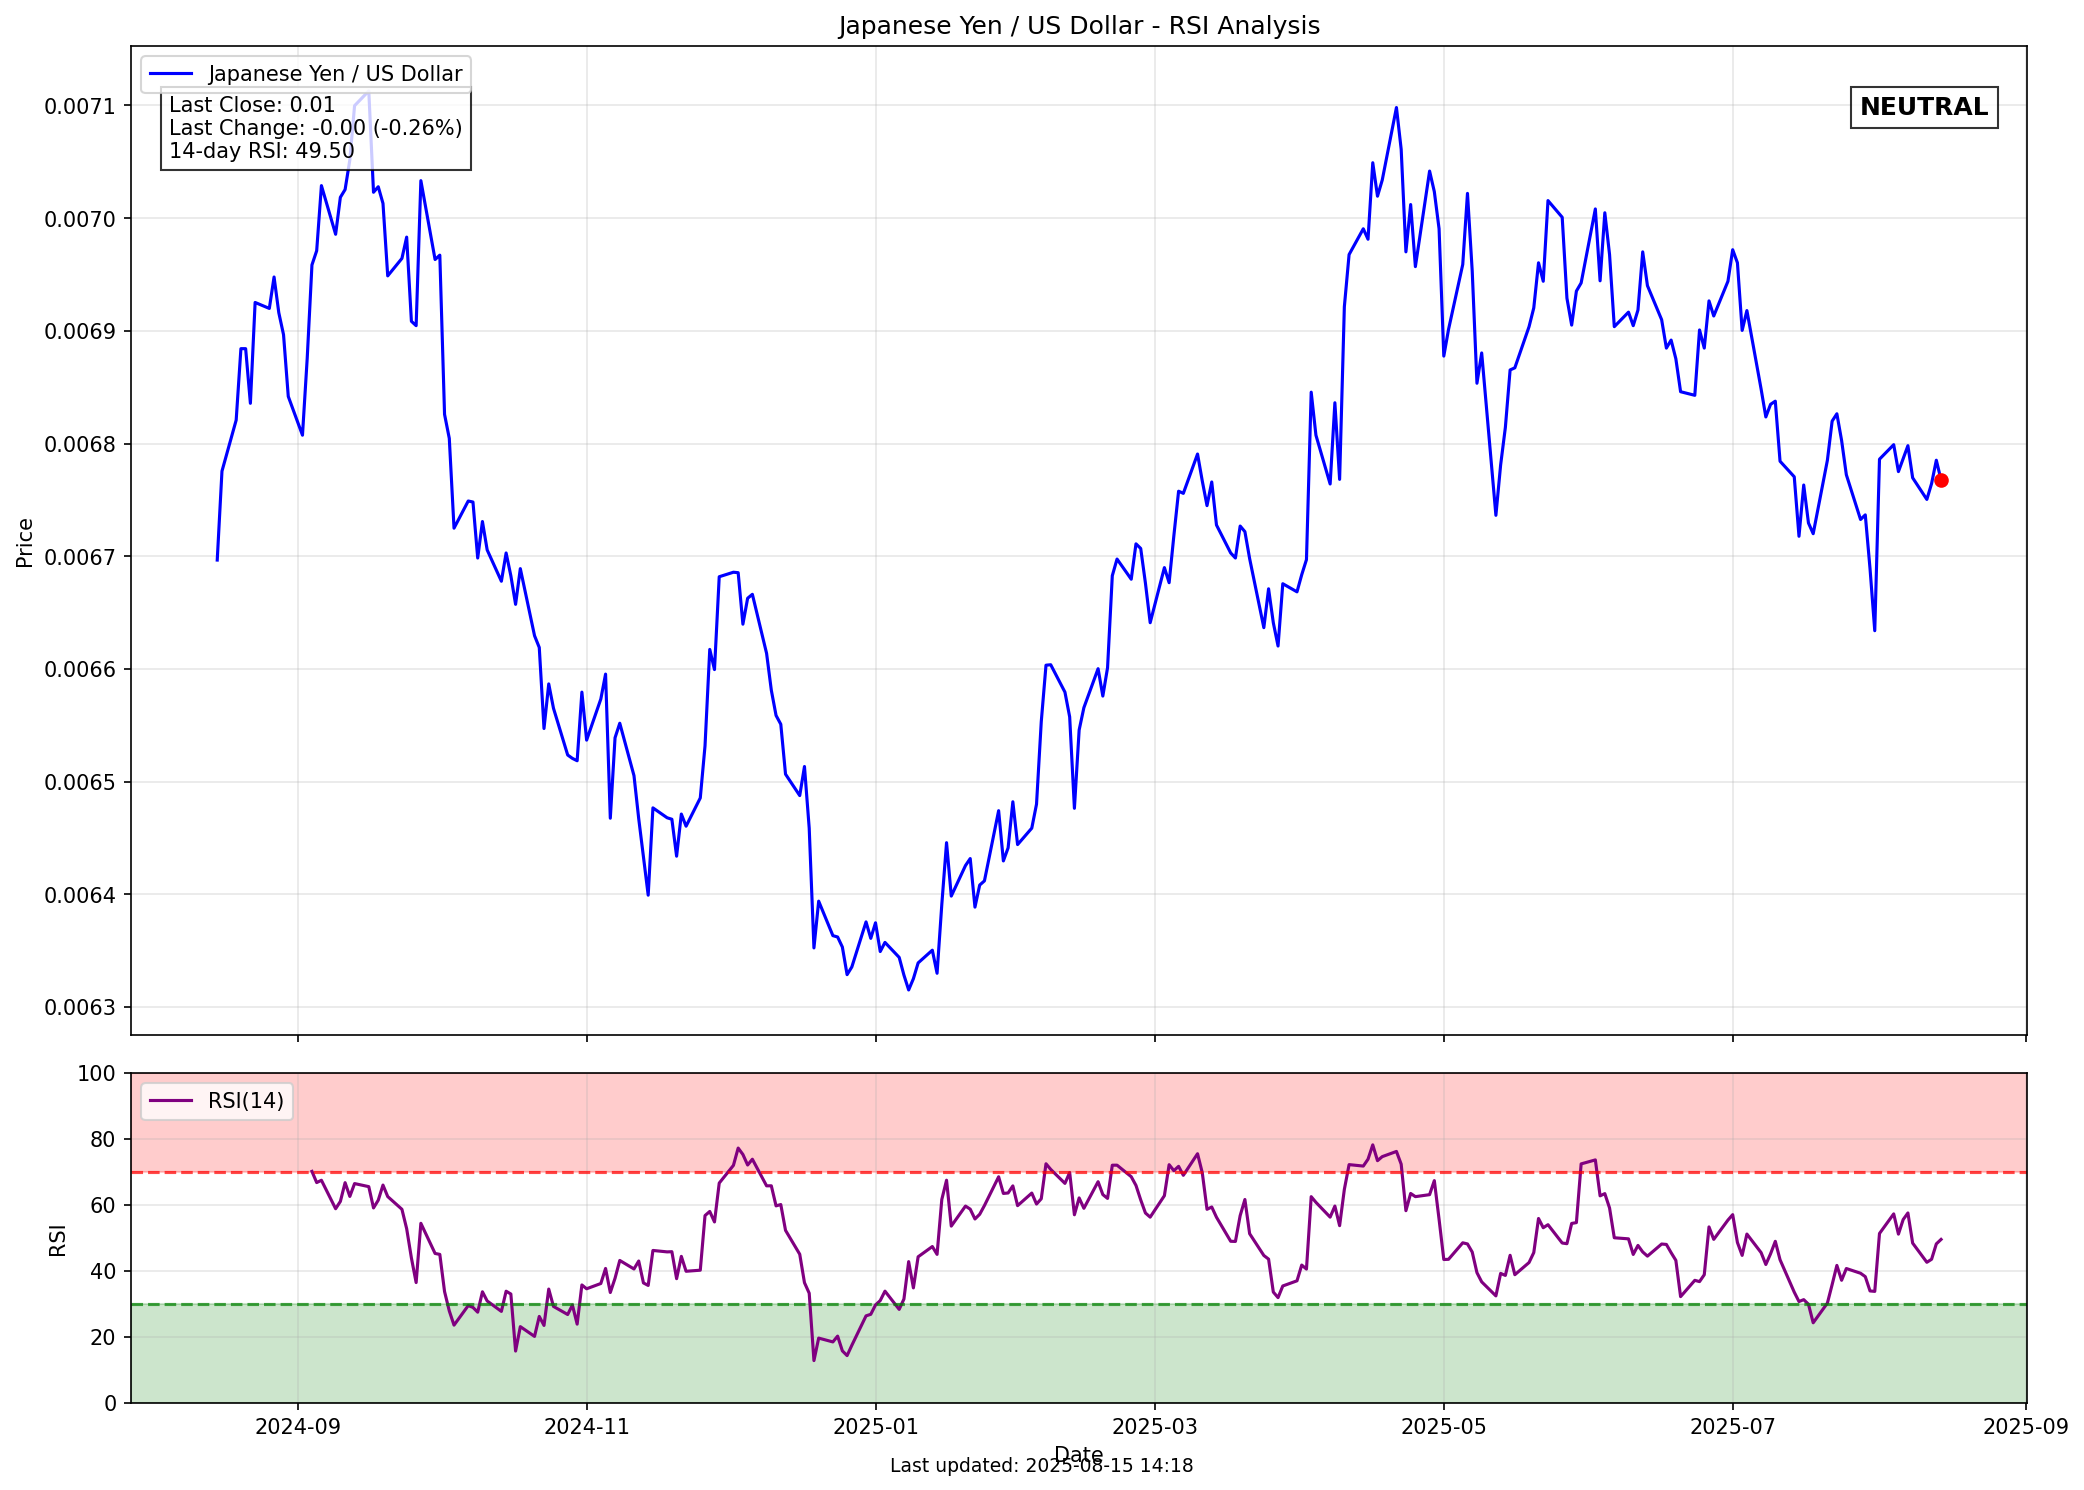 Japanese Yen / US Dollar - RSI Analysis
Japanese Yen / US Dollar
Last Close: 0.01
Last Change: -0.00 (-0.26%)
14-day RSI: 49.50
NEUTRAL
0.0071
0.0070
0.0069
0.0068
0.0067
0.0066
0.0065
0.0064
0.0063
Price
RSI(14)
100
80
60
40
20
0
RSI
2024-09
2024-11
2025-01
2025-03
2025-05
2025-07
2025-09
Date
Last updated: 2025-08-15 14:18